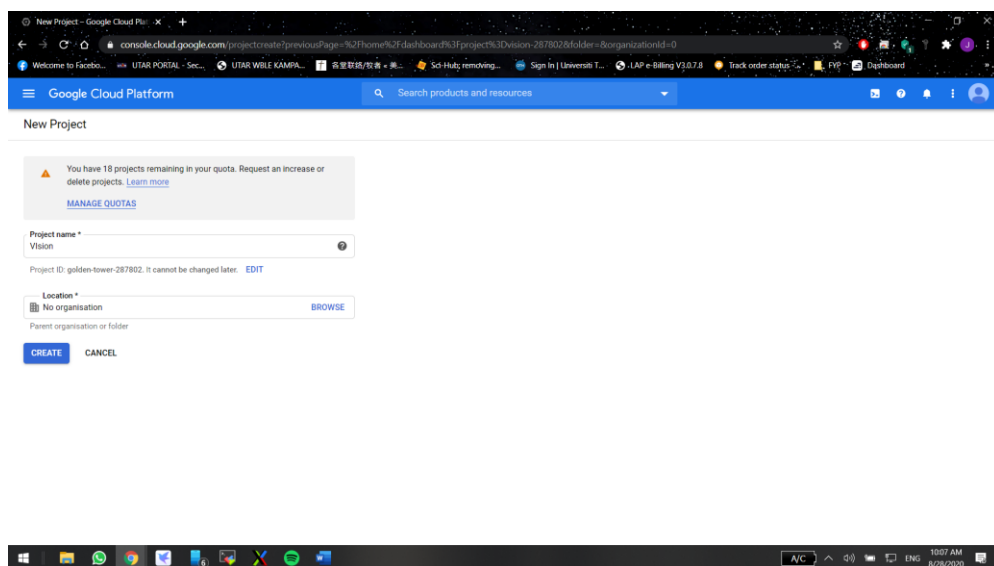 New Project – Google Cloud Pla
console.cloud.google.com/projectcreate?previousPage=%2Fhome%2Fdashboard%3Fproject%3Dvision-287802&folder=&organizationId=0
Welcome to Facebo... UTAR PORTAL - Sec... UTAR WBLE KAMPA... Sci-Hub: removing... Sign In | Universiti T... LAP e-Billing V3.0.7.8 Track order status FYP Dashboard
Google Cloud Platform
Search products and resources
New Project
You have 18 projects remaining in your quota. Request an increase or
delete projects. Learn more
MANAGE QUOTAS
Project name *
VIsion
Project ID: golden-tower-287802. It cannot be changed later. EDIT
Location *
No organisation BROWSE
Parent organisation or folder
CREATE CANCEL
A/C ENG 10:07 AM
8/28/2020